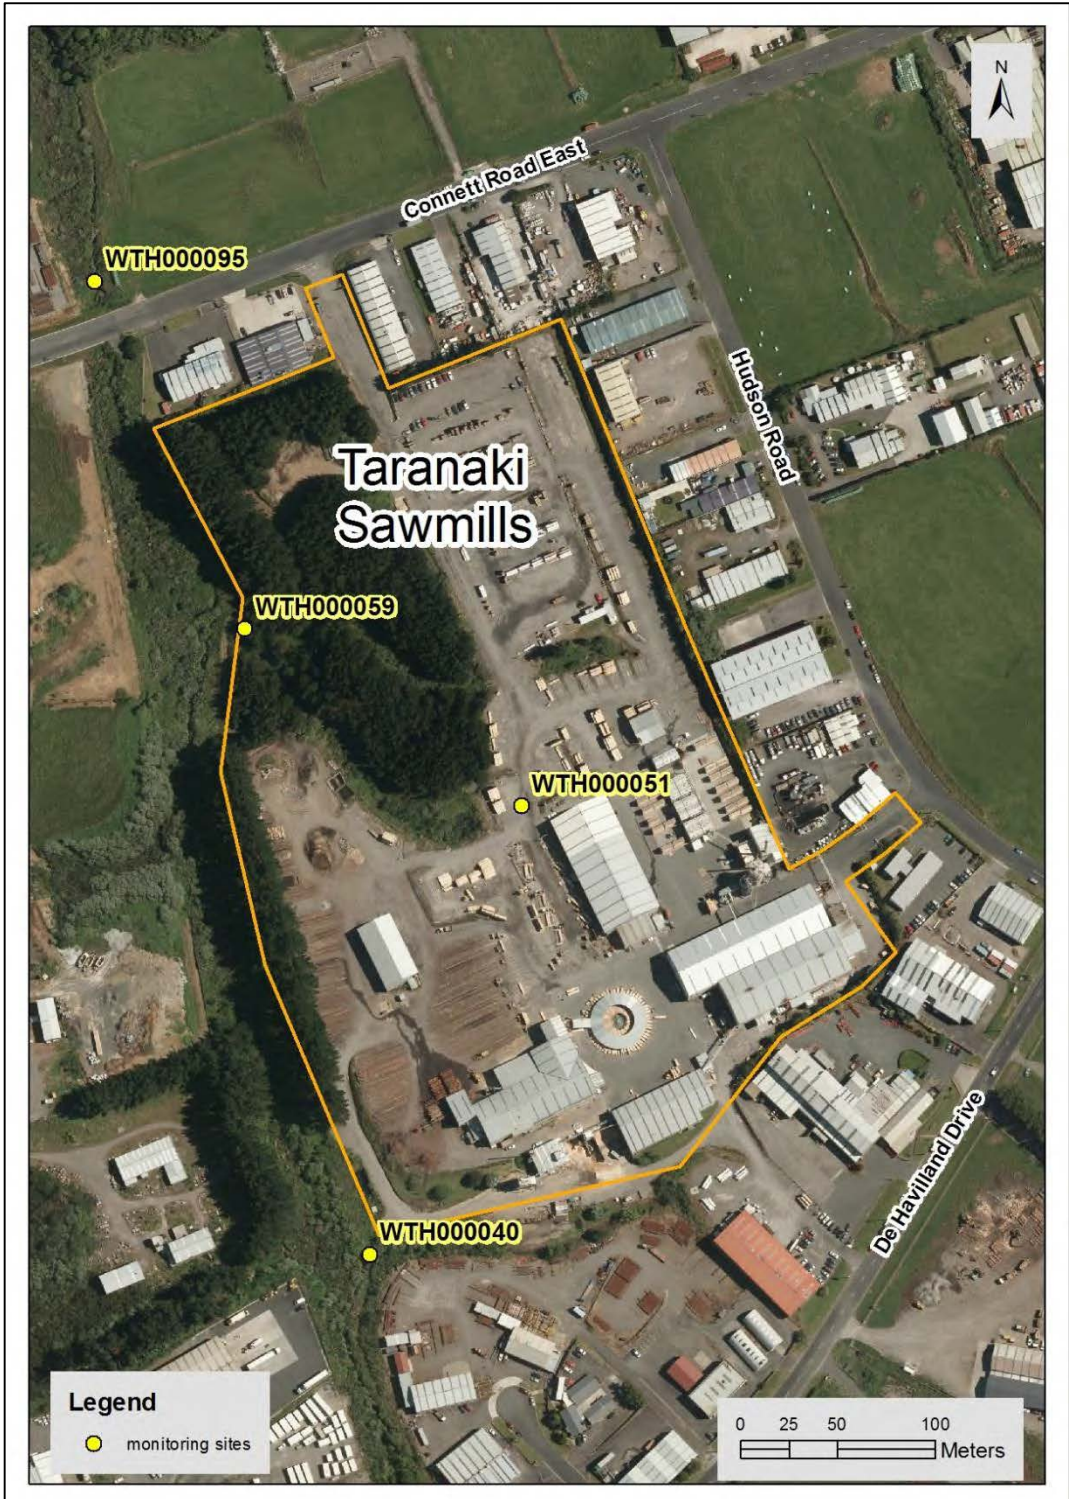 N
Connett Road East
WTH000095
Hudson Road
Taranaki
Sawmills
WTH000059
WTH000051
De Havilland Drive
WTH000040
Legend
monitoring sites
0 25 50 100
Meters